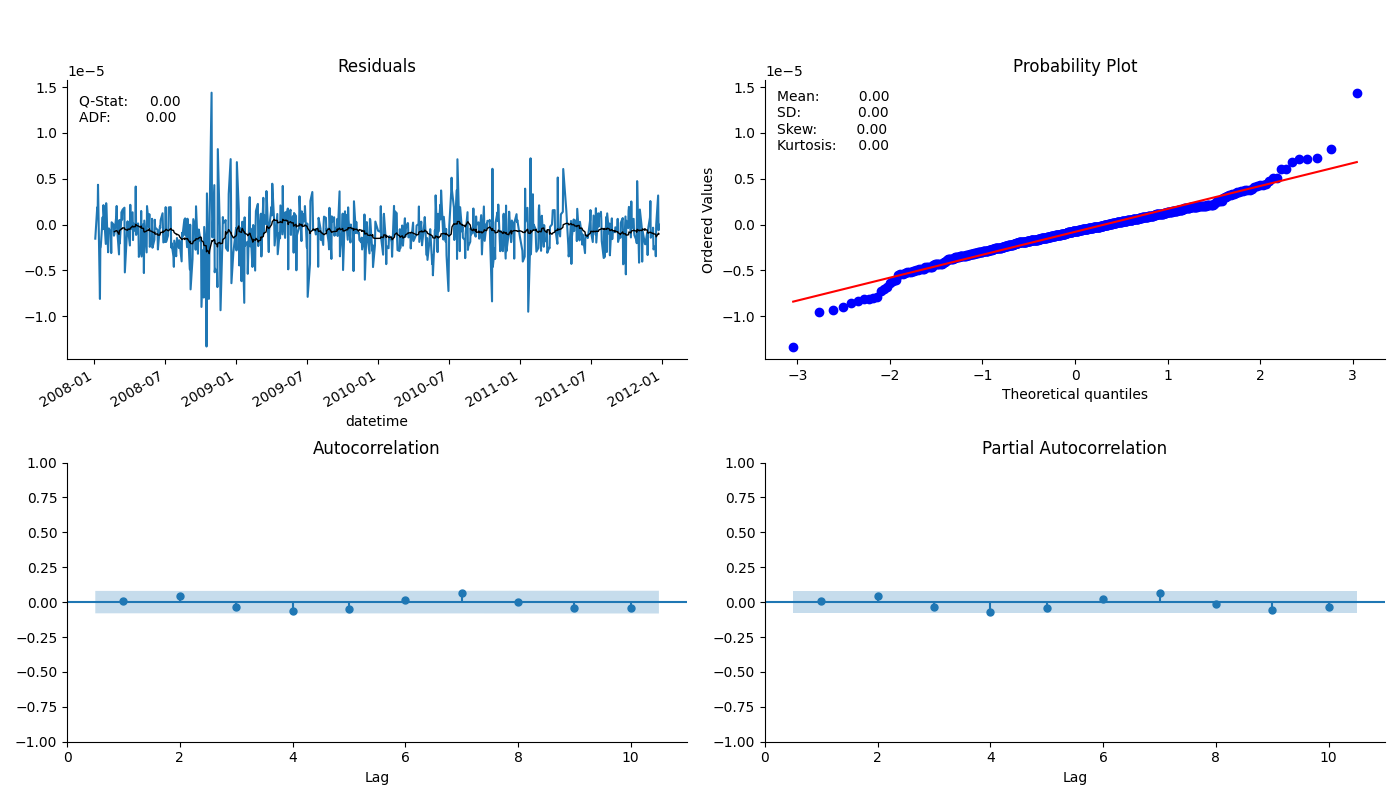 Residuals
1e−5
1.5
1.0
0.5
0.0
−0.5
−1.0
Q-Stat: 0.00
ADF: 0.00
2008-01
2008-07
2009-01
2009-07
2010-01
2010-07
2011-01
2011-07
2012-01
datetime
Probability Plot
1e−5
Ordered Values
1.5
1.0
0.5
0.0
−0.5
−1.0
Mean: 0.00
SD: 0.00
Skew: 0.00
Kurtosis: 0.00
−3 −2 −1 0 1 2 3
Theoretical quantiles
Autocorrelation
1.00
0.75
0.50
0.25
0.00
−0.25
−0.50
−0.75
−1.00
0 2 4 6 8 10
Lag
Partial Autocorrelation
1.00
0.75
0.50
0.25
0.00
−0.25
−0.50
−0.75
−1.00
0 2 4 6 8 10
Lag